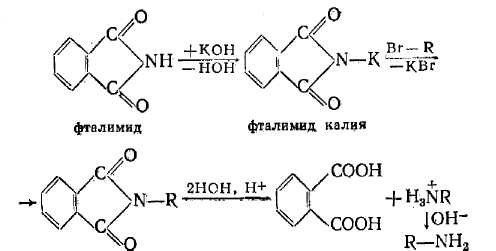 O O
C C
NH +KOH −HOH N−K Br−R −KBr
C C
O O
фталимид фталимид калия
O
C COOH
→ N−R 2HOH, H+ + H₃N⁺R
C COOH ↓OH−
O R−NH₂